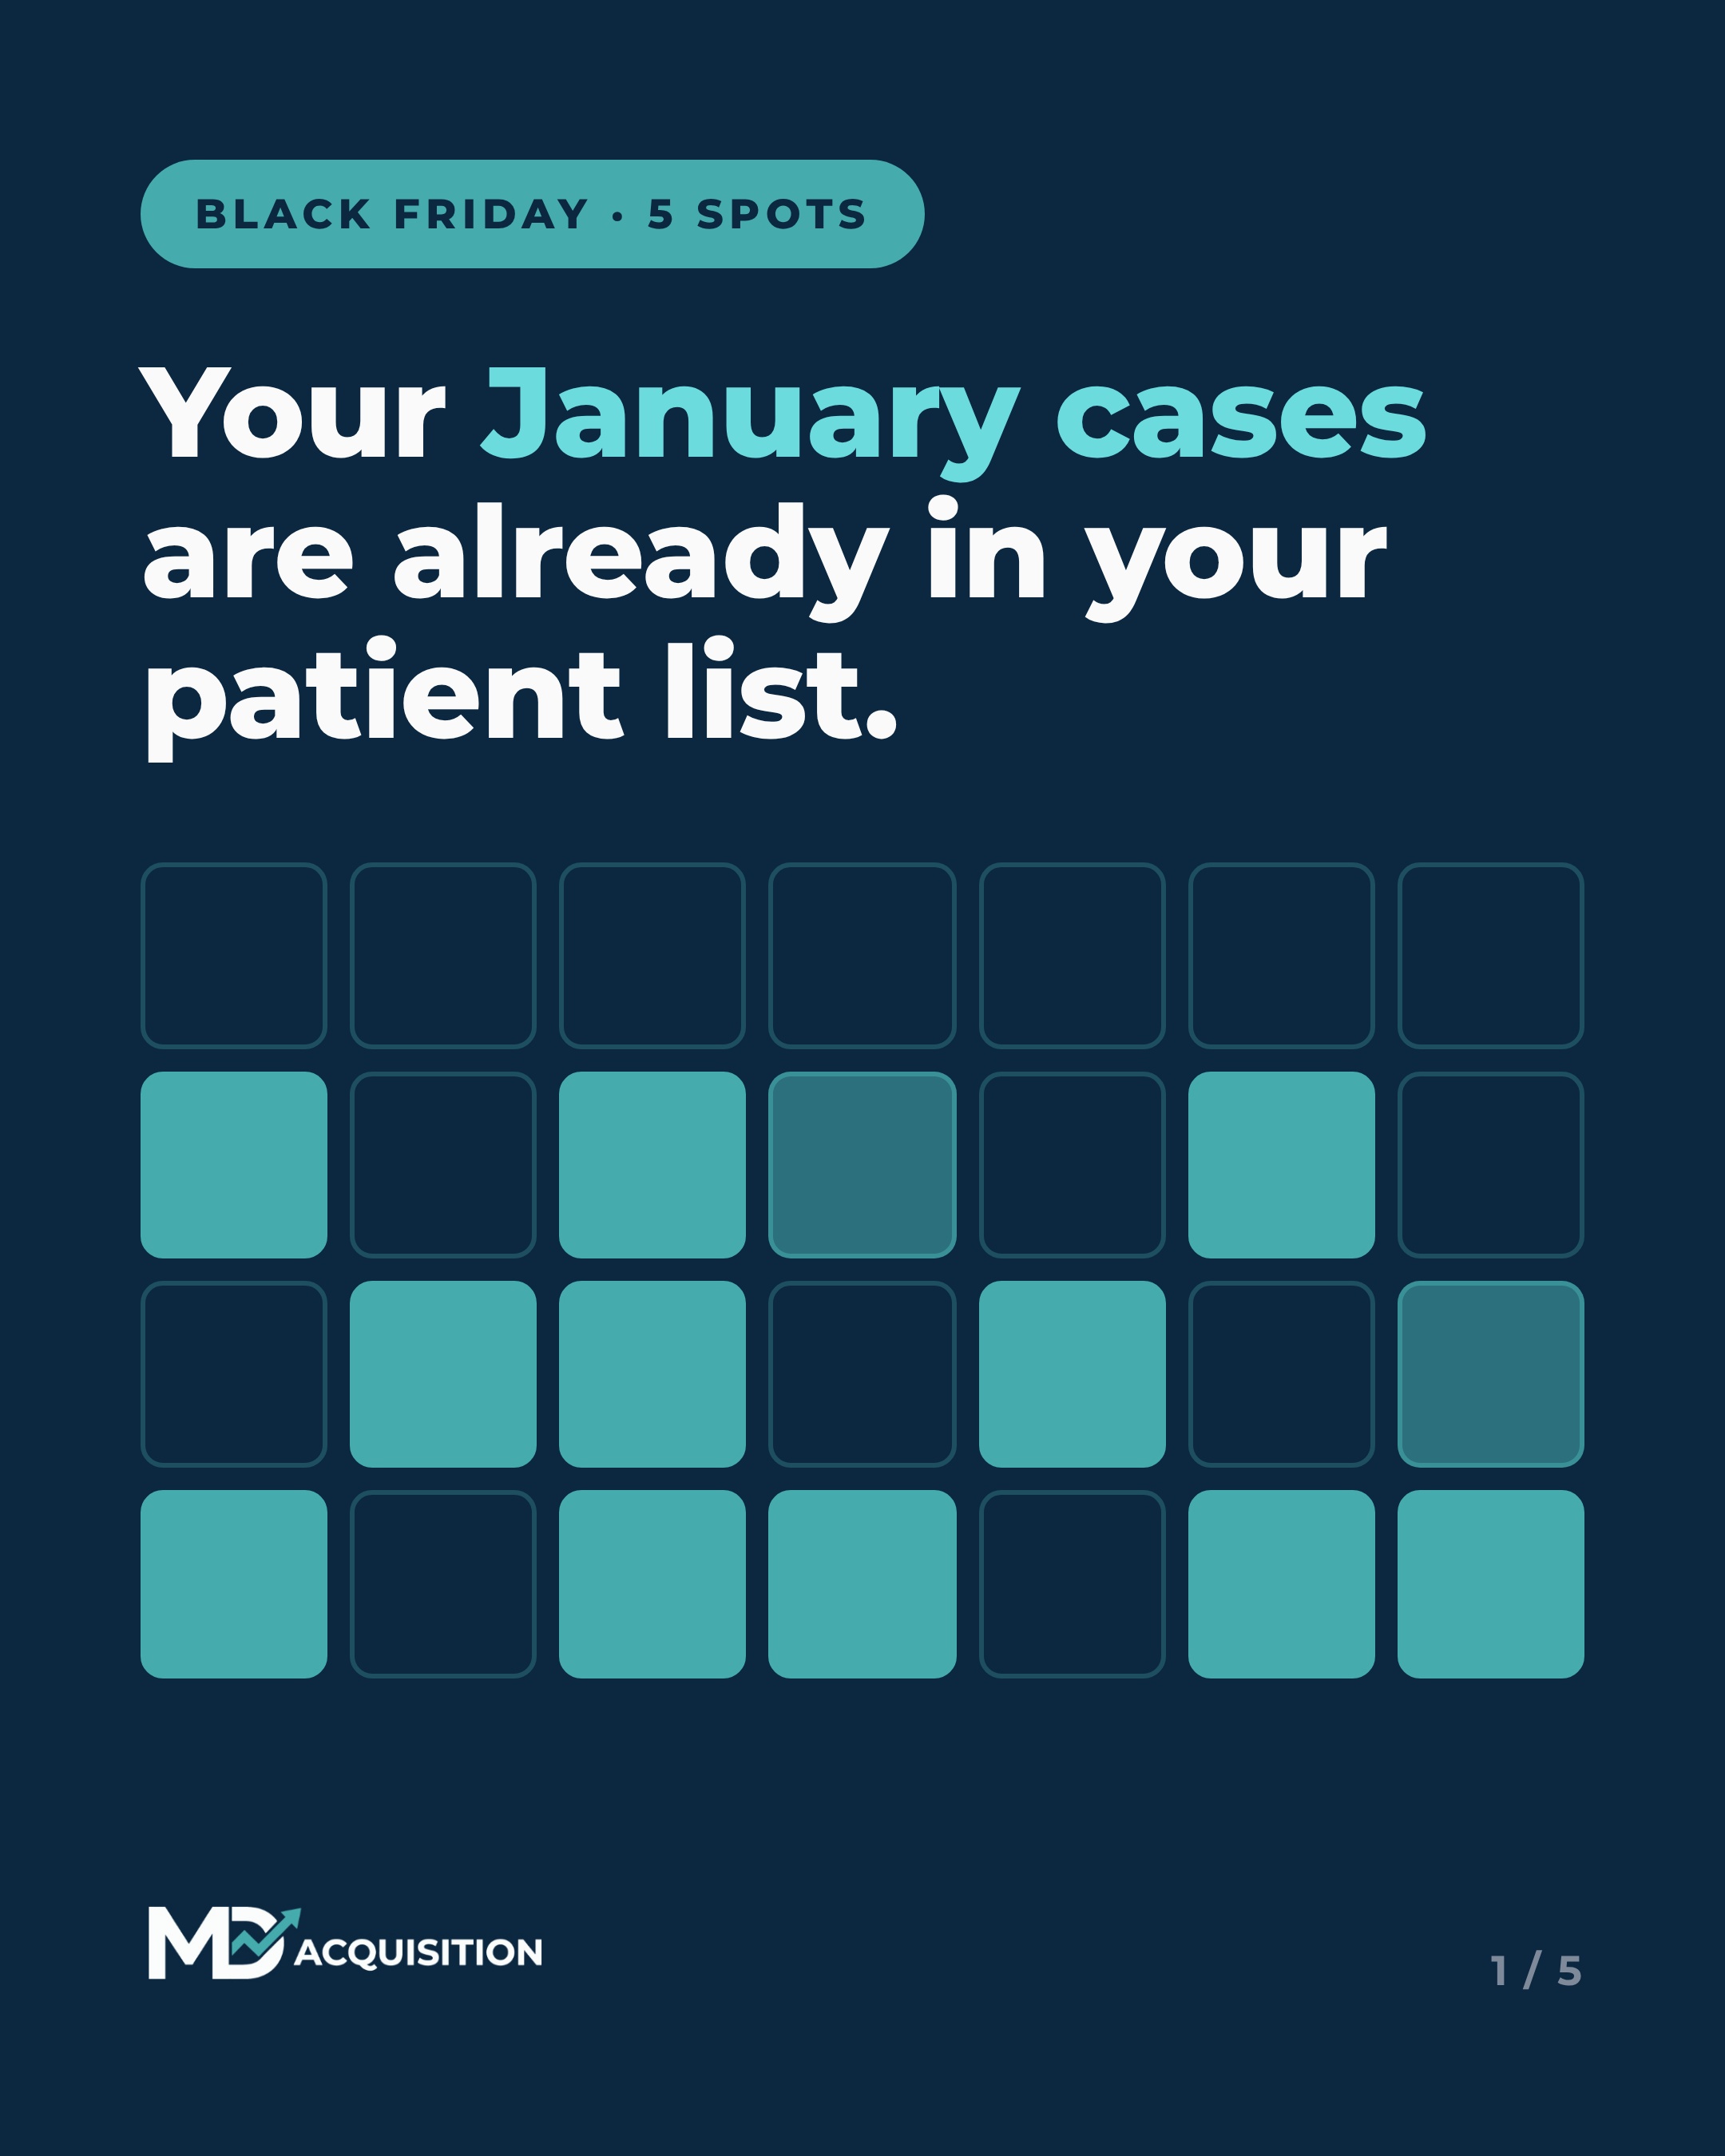 BLACK FRIDAY · 5 SPOTS
Your January cases
are already in your
patient list.
MD ACQUISITION
1 / 5